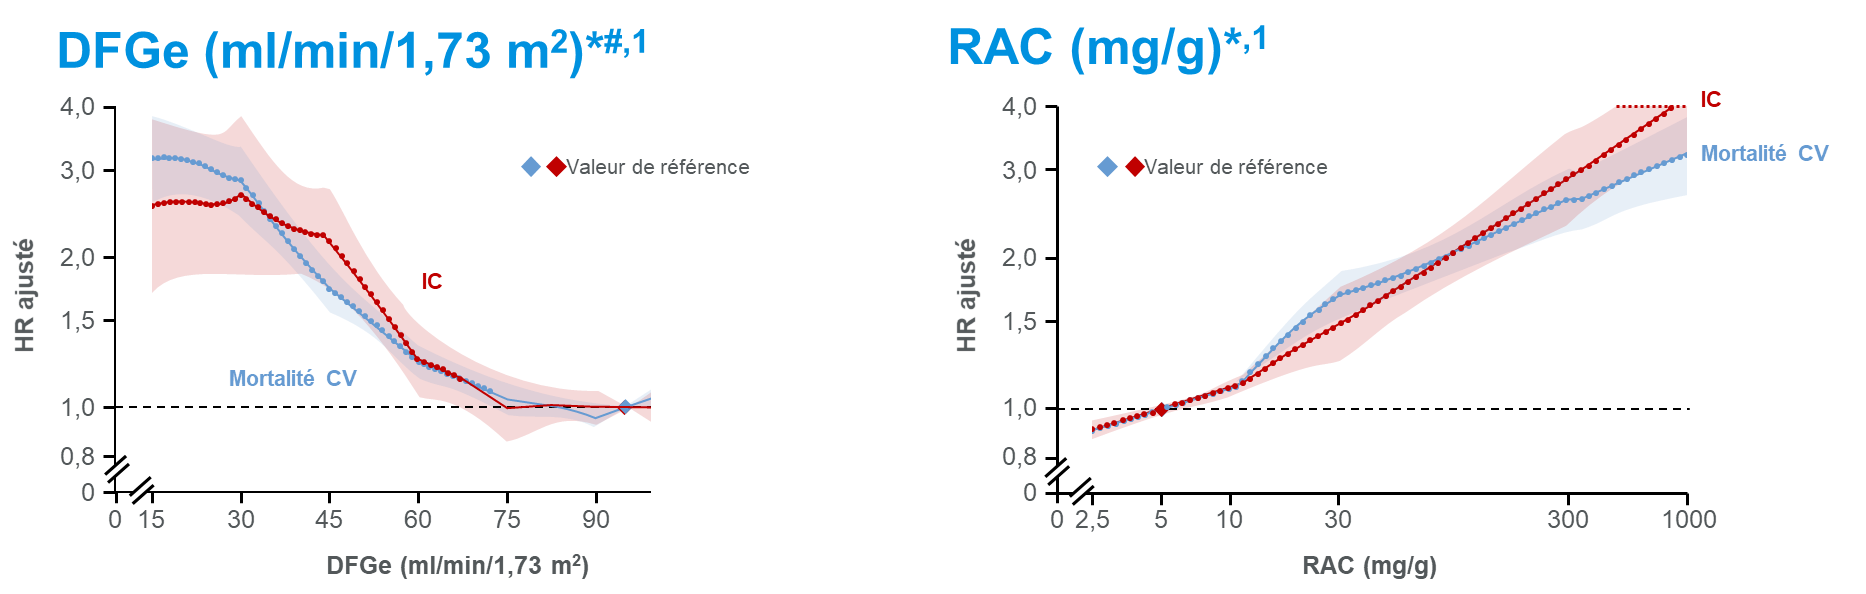 DFGe (ml/min/1,73 m²)*#,1
4,0
3,0
2,0
1,5
1,0
0,8
0
HR ajusté
Valeur de référence
IC
Mortalité CV
0 15 30 45 60 75 90
DFGe (ml/min/1,73 m²)
RAC (mg/g)*,1
4,0
3,0
2,0
1,5
1,0
0,8
0
HR ajusté
Valeur de référence
IC
Mortalité CV
0 2,5 5 10 30 300 1000
RAC (mg/g)